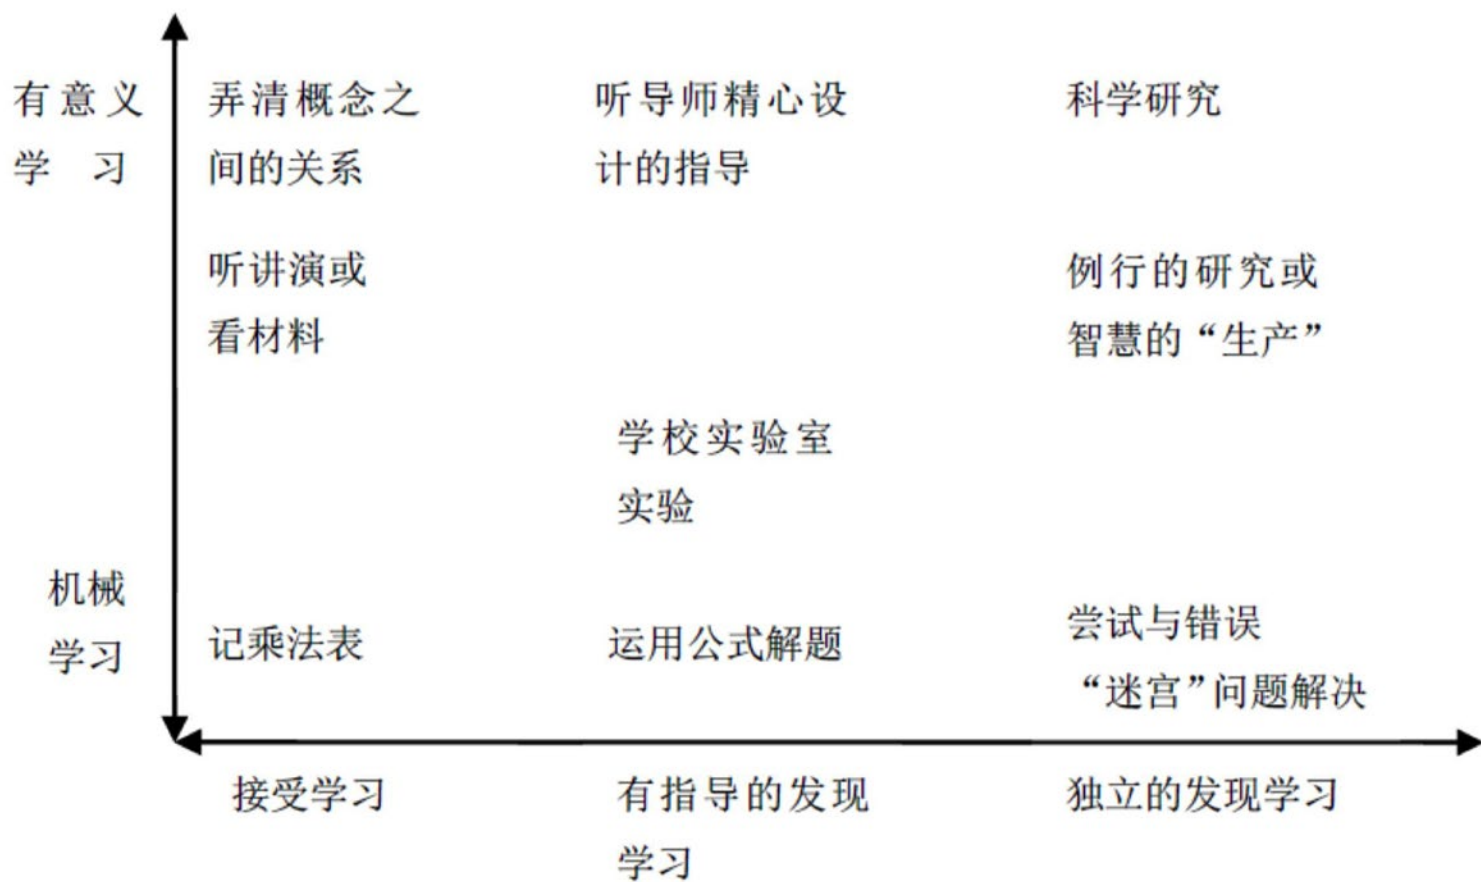 有意义
学 习
弄清概念之
间的关系
听导师精心设
计的指导
科学研究
听讲演或
看材料
例行的研究或
智慧的“生产”
学校实验室
实验
机械
学习
记乘法表
运用公式解题
尝试与错误
“迷宫”问题解决
接受学习
有指导的发现
学习
独立的发现学习